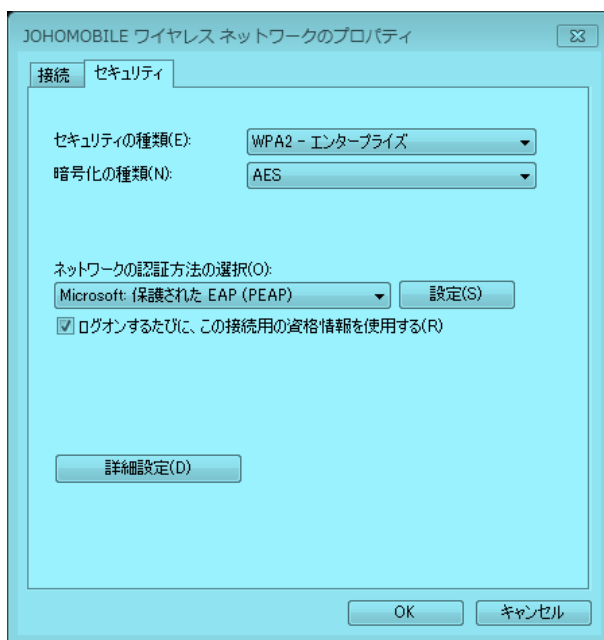 JOHOMOBILE ワイヤレス ネットワークのプロパティ
接続 セキュリティ
セキュリティの種類(E): WPA2 - エンタープライズ
暗号化の種類(N): AES
ネットワークの認証方法の選択(O):
Microsoft: 保護された EAP (PEAP) 設定(S)
ログオンするたびに、この接続用の資格情報を使用する(R)
詳細設定(D)
OK キャンセル